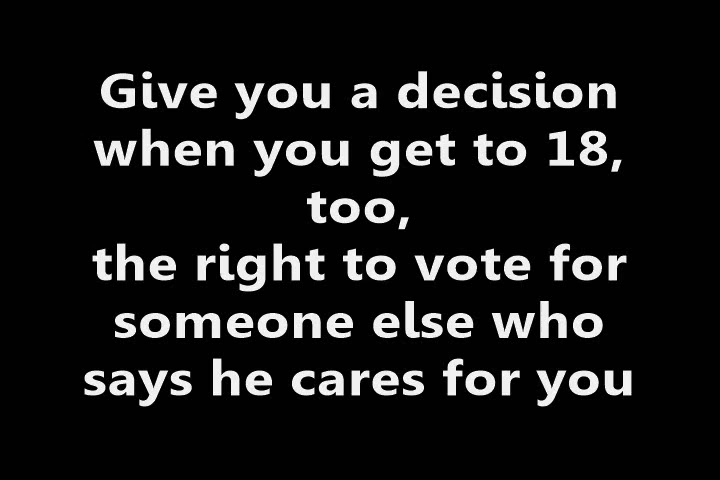 Give you a decision
when you get to 18,
too,
the right to vote for
someone else who
says he cares for you